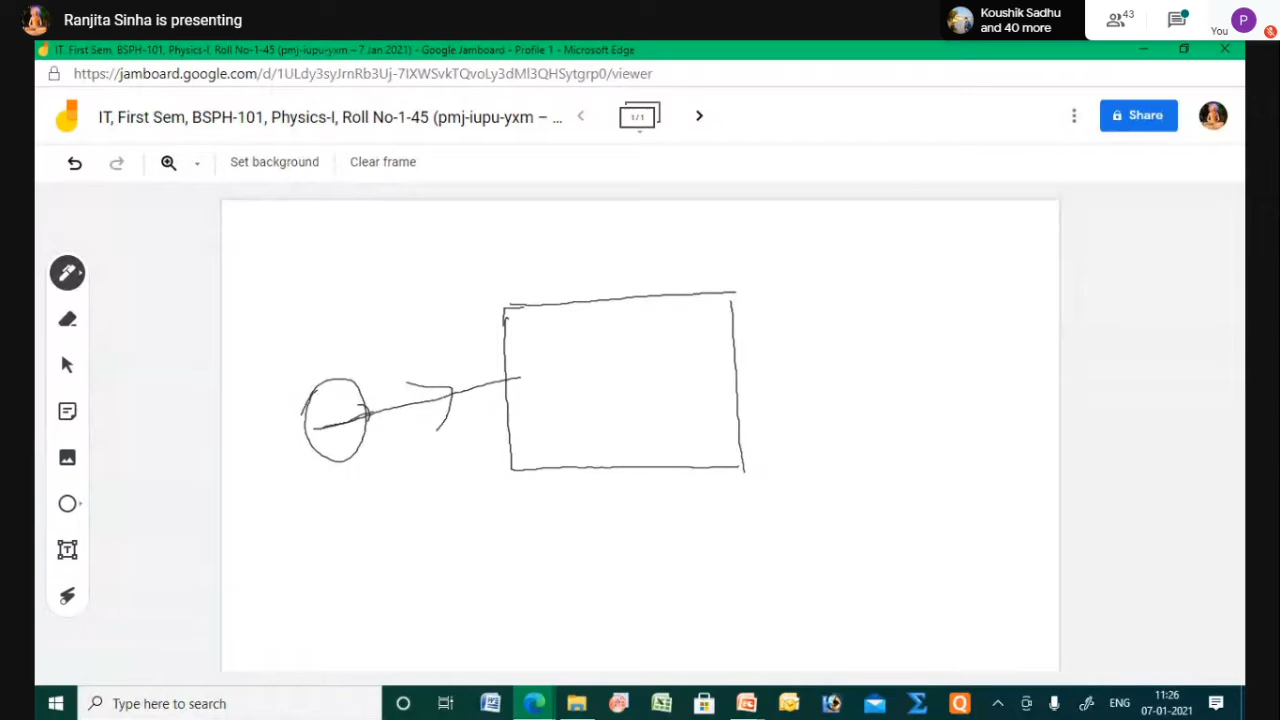 Ranjita Sinha is presenting
Koushik Sadhu
and 40 more
43
P
You
IT, First Sem, BSPH-101, Physics-I, Roll No-1-45 (pmj-iupu-yxm – 7 Jan 2021) - Google Jamboard - Profile 1 - Microsoft Edge
https://jamboard.google.com/d/1ULdy3syJrnRb3Uj-7IXWSvkTQvoLy3dMl3QHSytgrp0/viewer
IT, First Sem, BSPH-101, Physics-I, Roll No-1-45 (pmj-iupu-yxm – ...
1/1
Share
Set background
Clear frame
Type here to search
ENG
11:26
07-01-2021